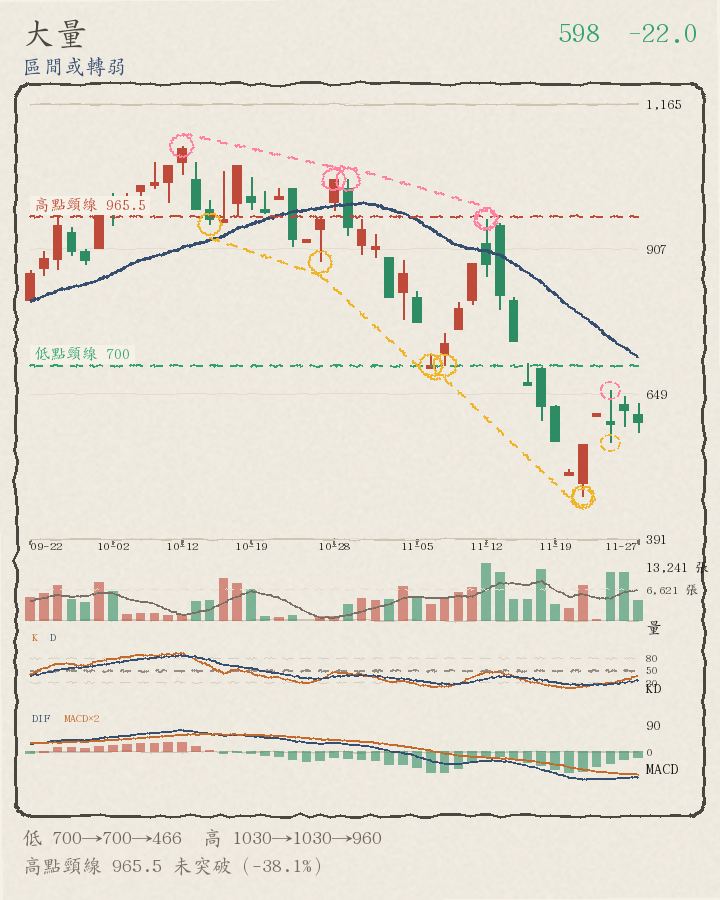 大量
598 -22.0
區間或轉弱
1,165
高點頸線 965.5
907
低點頸線 700
649
391
09-22 10-02 10-12 10-19 10-28 11-05 11-12 11-19 11-27
13,241 張
6,621 張
量
K D
80
50
20
KD
DIF MACD×2
90
0
MACD
低 700→700→466 高 1030→1030→960
高點頸線 965.5 未突破 (-38.1%)